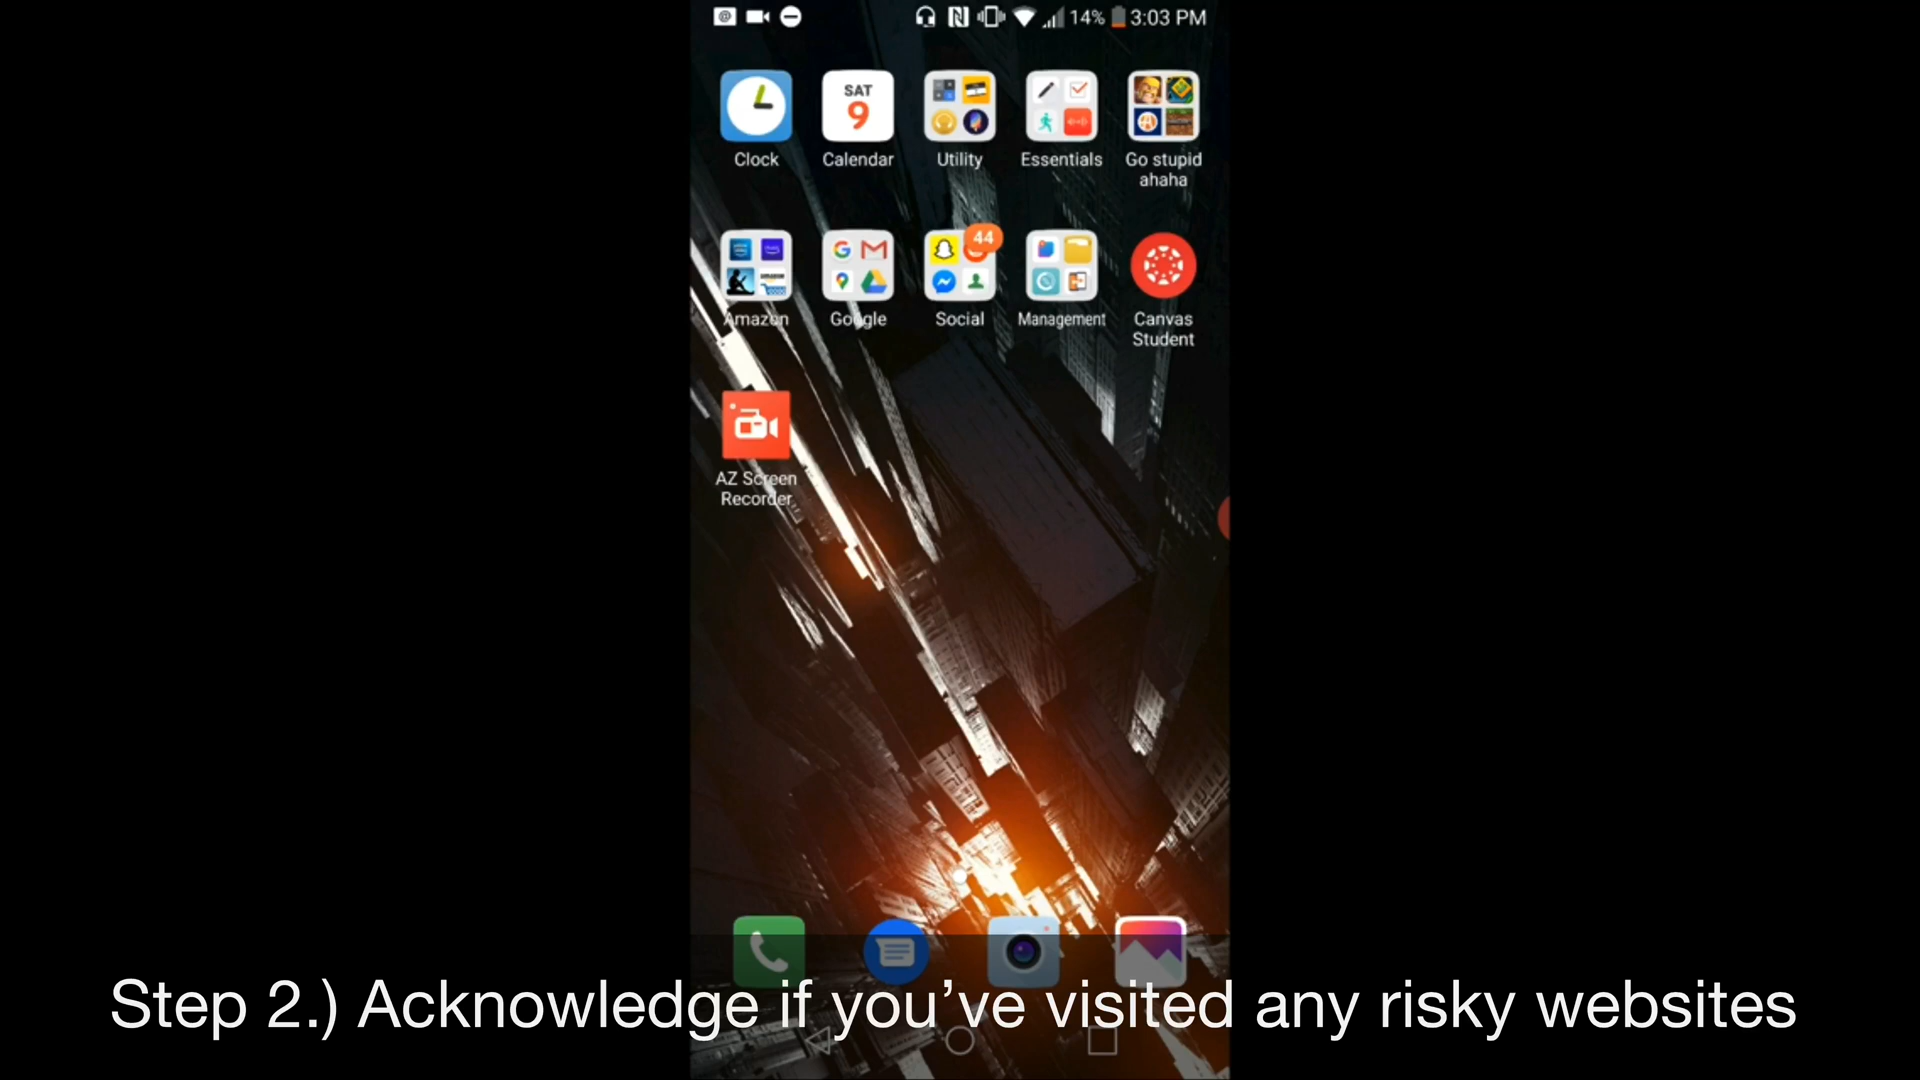 14% 3:03 PM
SAT
9
Clock
Calendar
Utility
Essentials
Go stupid
ahaha
44
Amazon
Google
Social
Management
Canvas
Student
AZ Screen
Recorder
Step 2.) Acknowledge if you’ve visited any risky websites